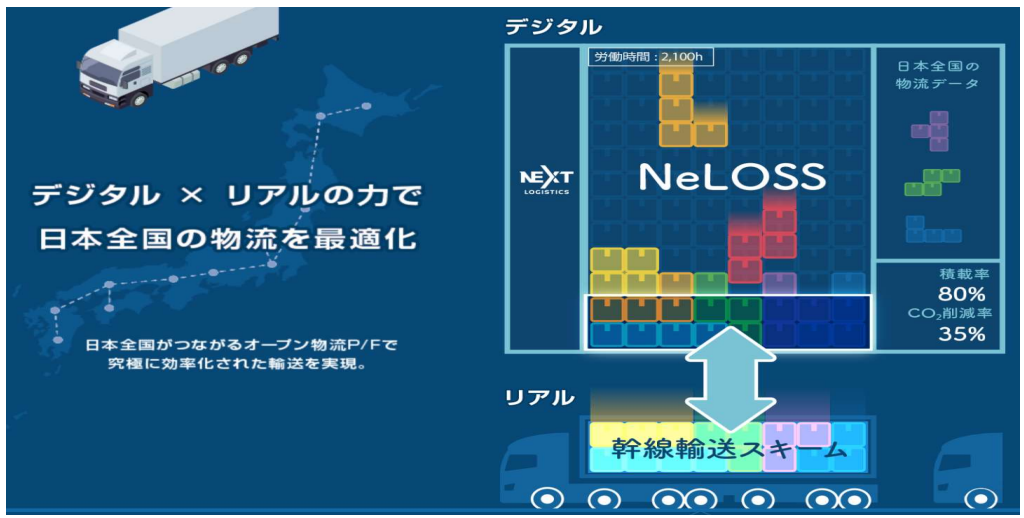 デジタル × リアルの力で
日本全国の物流を最適化
日本全国がつながるオープン物流P/Fで
究極に効率化された輸送を実現。
デジタル
労働時間:2,100h
NEXT
LOGISTICS
NeLOSS
日本全国の
物流データ
積載率
80%
CO₂削減率
35%
リアル
幹線輸送スキーム